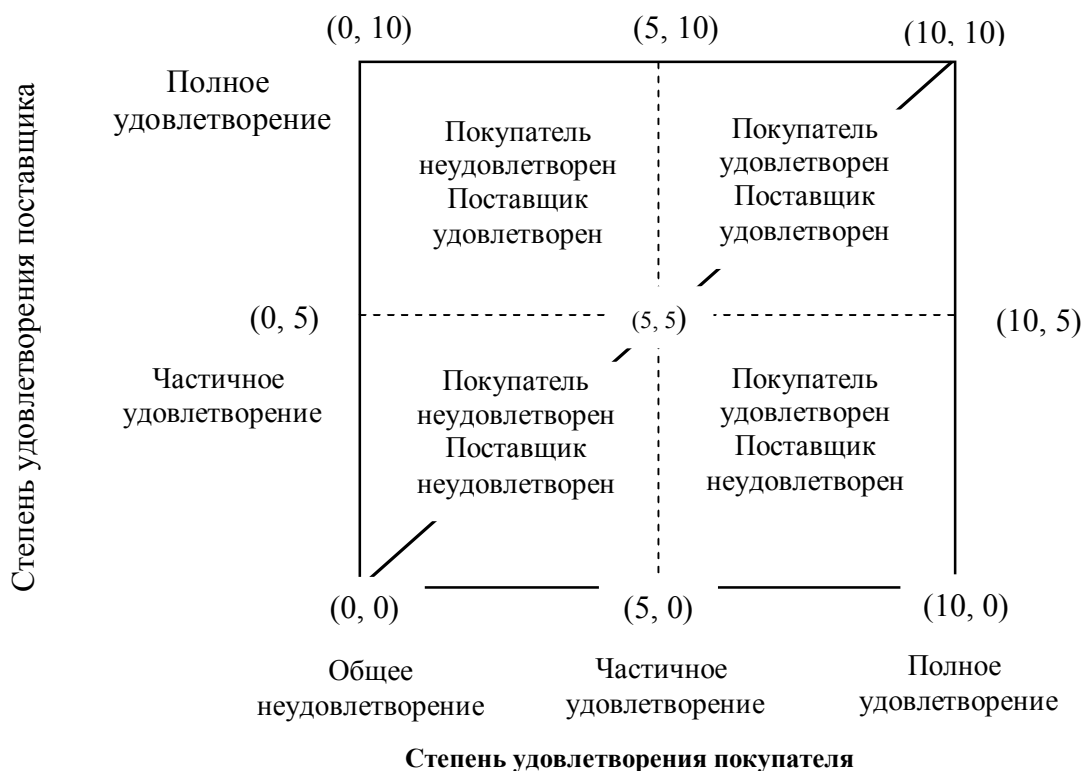 (0, 10) (5, 10) (10, 10)
Степень удовлетворения поставщика
Полное
удовлетворение
Покупатель
неудовлетворен
Поставщик
удовлетворен
Покупатель
удовлетворен
Поставщик
удовлетворен
(0, 5) (5, 5) (10, 5)
Частичное
удовлетворение
Покупатель
неудовлетворен
Поставщик
неудовлетворен
Покупатель
удовлетворен
Поставщик
неудовлетворен
(0, 0) (5, 0) (10, 0)
Общее
неудовлетворение
Частичное
удовлетворение
Полное
удовлетворение
Степень удовлетворения покупателя